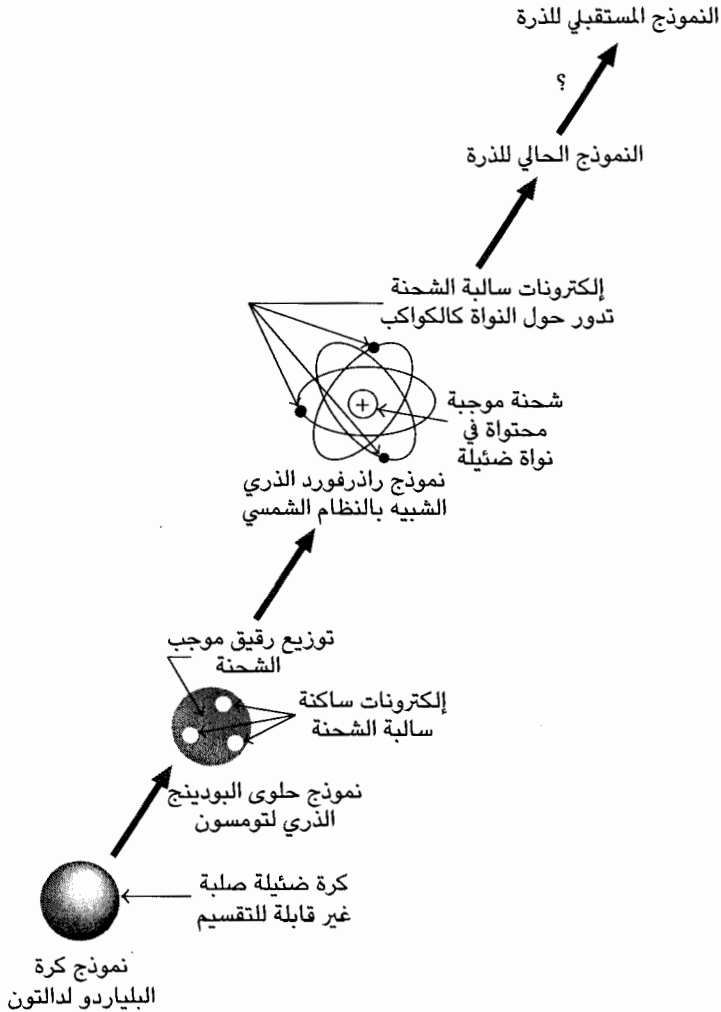 النموذج المستقبلي للذرة
؟
النموذج الحالي للذرة
إلكترونات سالبة الشحنة
تدور حول النواة كالكواكب
+
شحنة موجبة
محتواة في
نواة ضئيلة
نموذج راذرفورد الذري
الشبيه بالنظام الشمسي
توزيع رقيق موجب
الشحنة
إلكترونات ساكنة
سالبة الشحنة
نموذج حلوى البودينج
الذري لتومسون
كرة ضئيلة صلبة
غير قابلة للتقسيم
نموذج كرة
البلياردو لدالتون